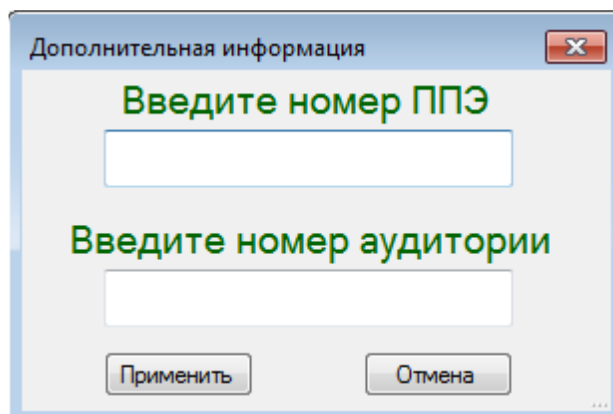 Дополнительная информация
Введите номер ППЭ
Введите номер аудитории
Применить Отмена